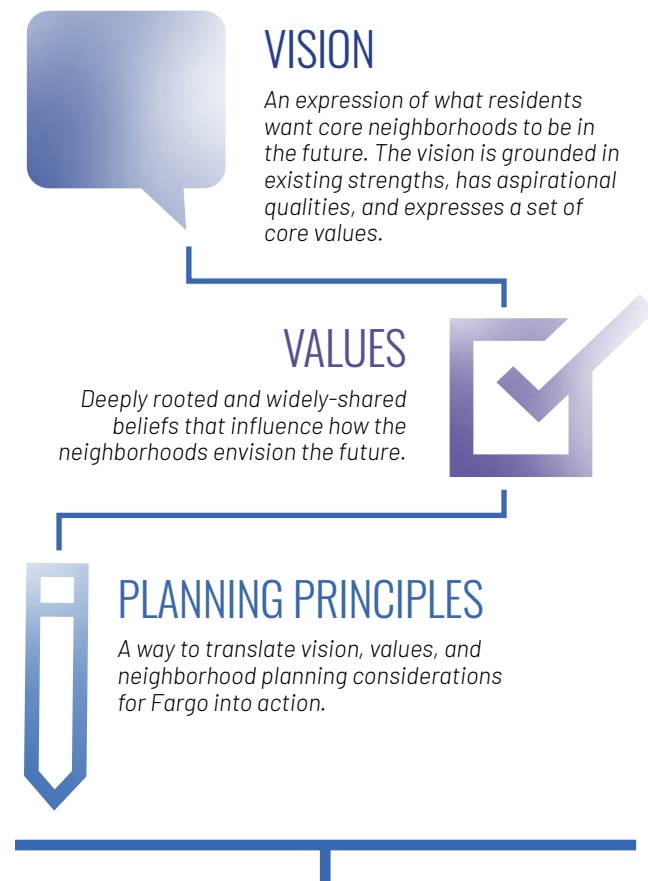 VISION
An expression of what residents
want core neighborhoods to be in
the future. The vision is grounded in
existing strengths, has aspirational
qualities, and expresses a set of
core values.
VALUES
Deeply rooted and widely-shared
beliefs that influence how the
neighborhoods envision the future.
PLANNING PRINCIPLES
A way to translate vision, values, and
neighborhood planning considerations
for Fargo into action.